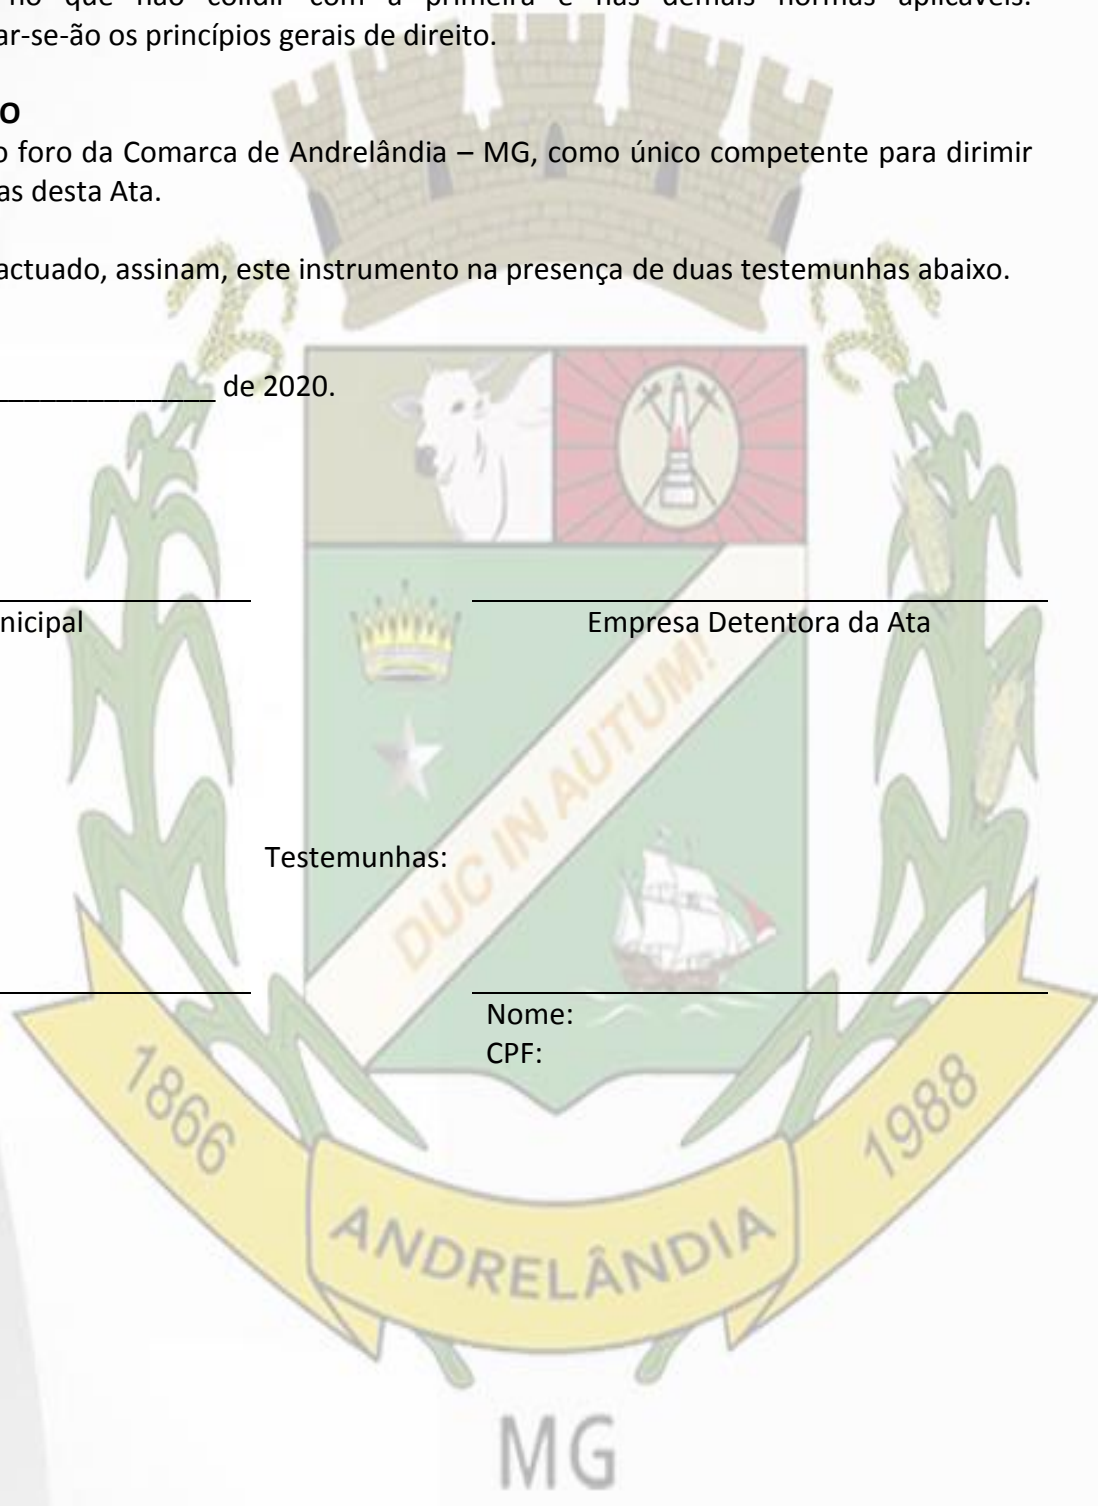 no que não colidir com a primeira e nas demais normas aplicáveis.
ar-se-ão os princípios gerais de direito.
O
o foro da Comarca de Andrelândia – MG, como único competente para dirimir
as desta Ata.
actuado, assinam, este instrumento na presença de duas testemunhas abaixo.
_______________ de 2020.
nicipal
Empresa Detentora da Ata
DUC IN AUTUM!
Testemunhas:
Nome:
CPF:
1866
1988
ANDRELÂNDIA
MG